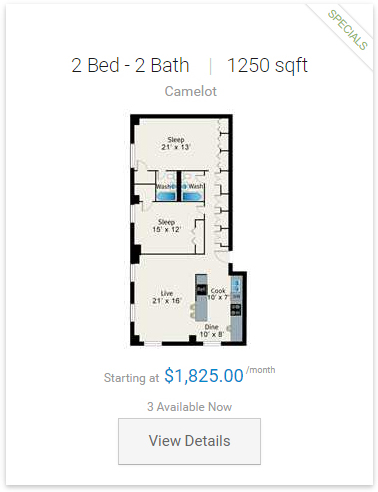 SPECIALS
2 Bed - 2 Bath | 1250 sqft
Camelot
Sleep
21' x 13'
Wash Wash
Sleep
15' x 12'
Live
21' x 16'
Ref.
Cook
10' x 7'
Dine
10' x 8'
Starting at $1,825.00 /month
3 Available Now
View Details